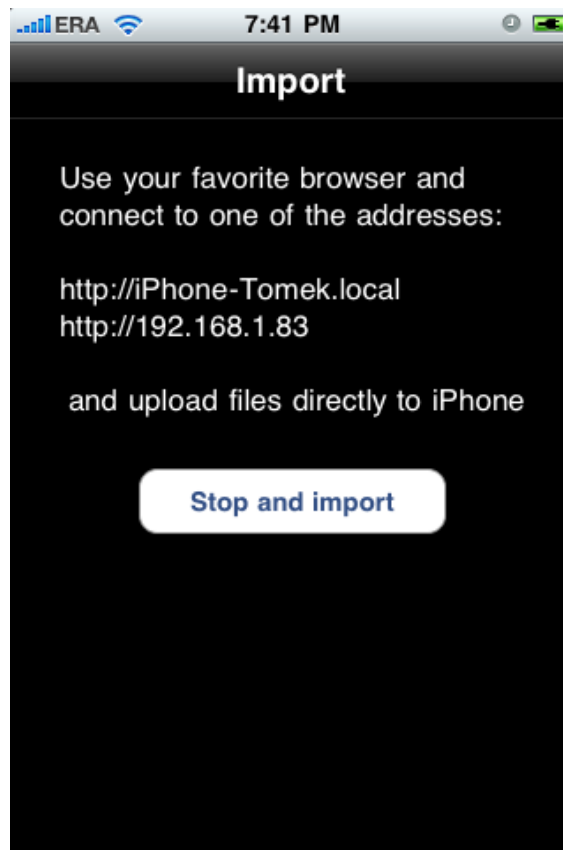 ERA 7:41 PM
Import
Use your favorite browser and
connect to one of the addresses:
http://iPhone-Tomek.local
http://192.168.1.83
and upload files directly to iPhone
Stop and import